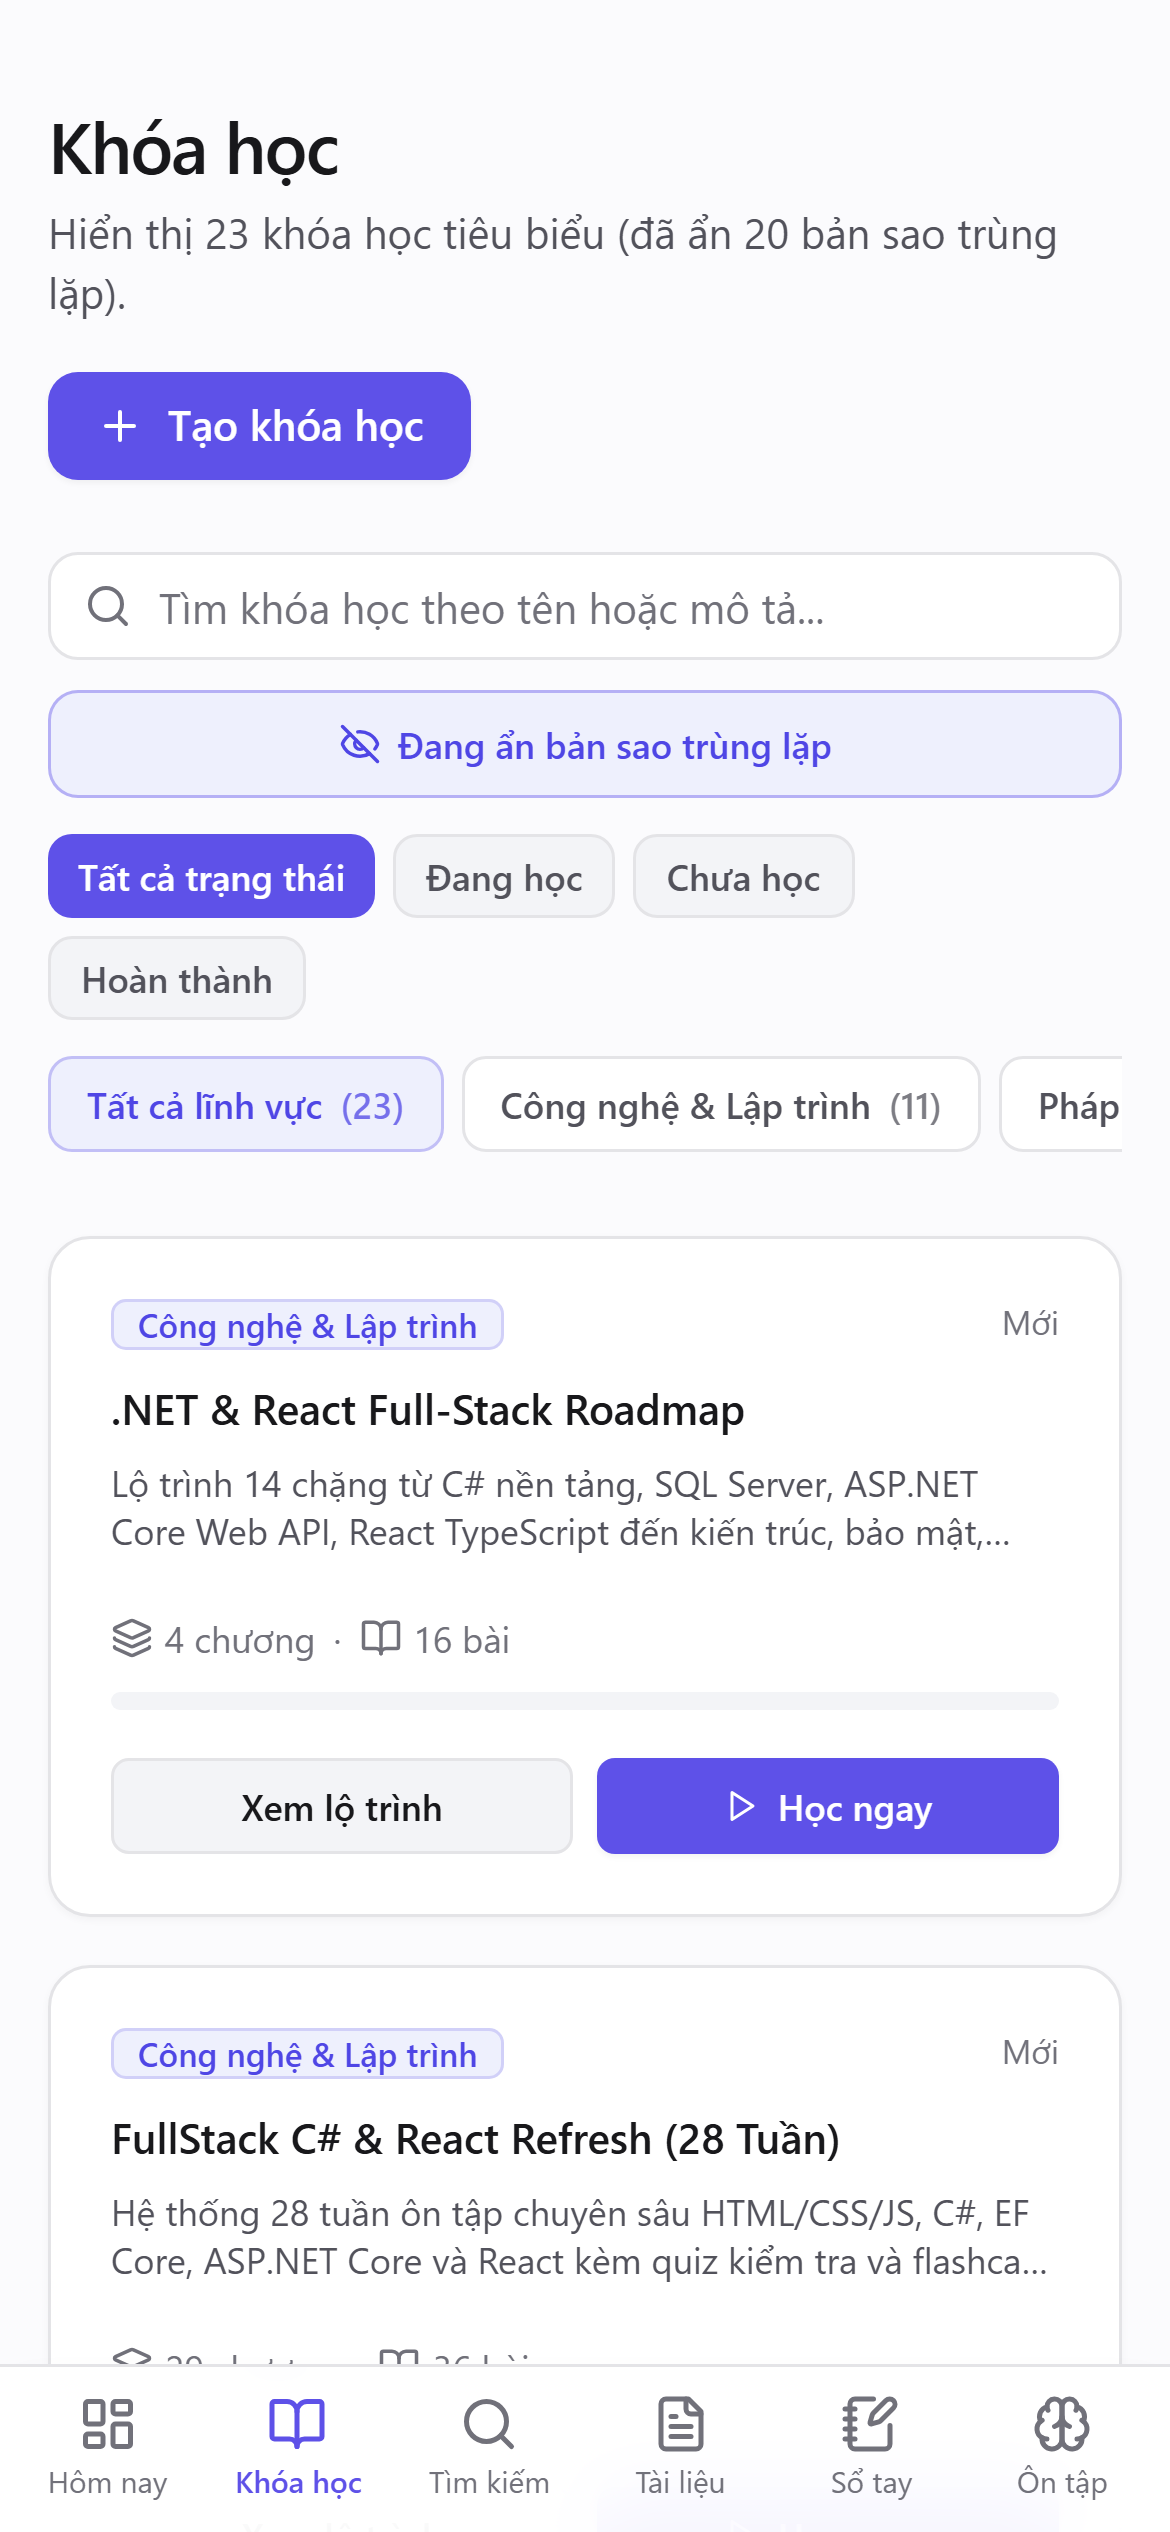 Khóa học
Hiển thị 23 khóa học tiêu biểu (đã ẩn 20 bản sao trùng
lặp).
Tạo khóa học
Tìm khóa học theo tên hoặc mô tả...
Đang ẩn bản sao trùng lặp
Tất cả trạng thái
Đang học
Chưa học
Hoàn thành
Tất cả lĩnh vực (23)
Công nghệ & Lập trình (11)
Pháp
Công nghệ & Lập trình
Mới
.NET & React Full-Stack Roadmap
Lộ trình 14 chặng từ C# nền tảng, SQL Server, ASP.NET
Core Web API, React TypeScript đến kiến trúc, bảo mật,...
4 chương · 16 bài
Xem lộ trình
Học ngay
Công nghệ & Lập trình
Mới
FullStack C# & React Refresh (28 Tuần)
Hệ thống 28 tuần ôn tập chuyên sâu HTML/CSS/JS, C#, EF
Core, ASP.NET Core và React kèm quiz kiểm tra và flashca...
Hôm nay
Khóa học
Tìm kiếm
Tài liệu
Sổ tay
Ôn tập